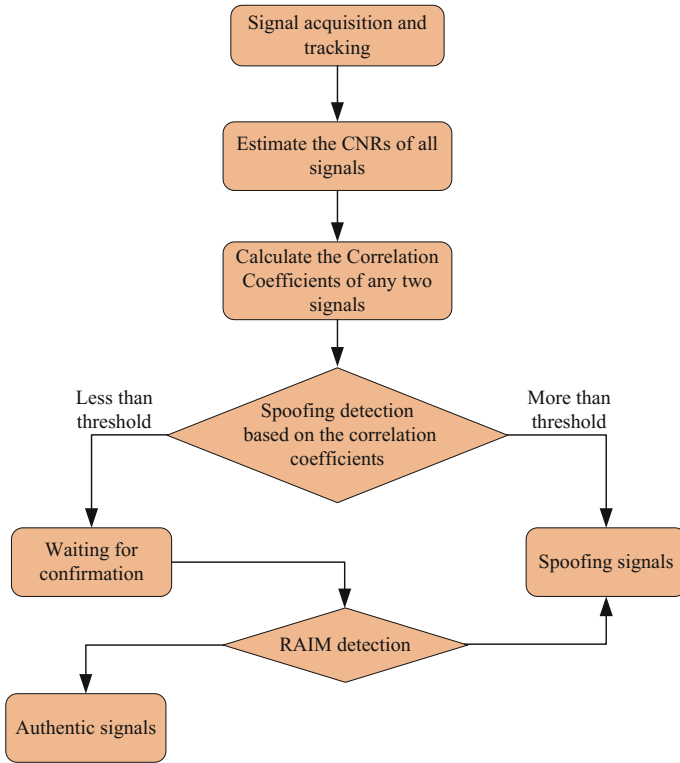 Signal acquisition and
tracking
Estimate the CNRs of all
signals
Calculate the Correlation
Coefficients of any two
signals
Less than
threshold
Spoofing detection
based on the correlation
coefficients
More than
threshold
Waiting for
confirmation
Spoofing signals
RAIM detection
Authentic signals